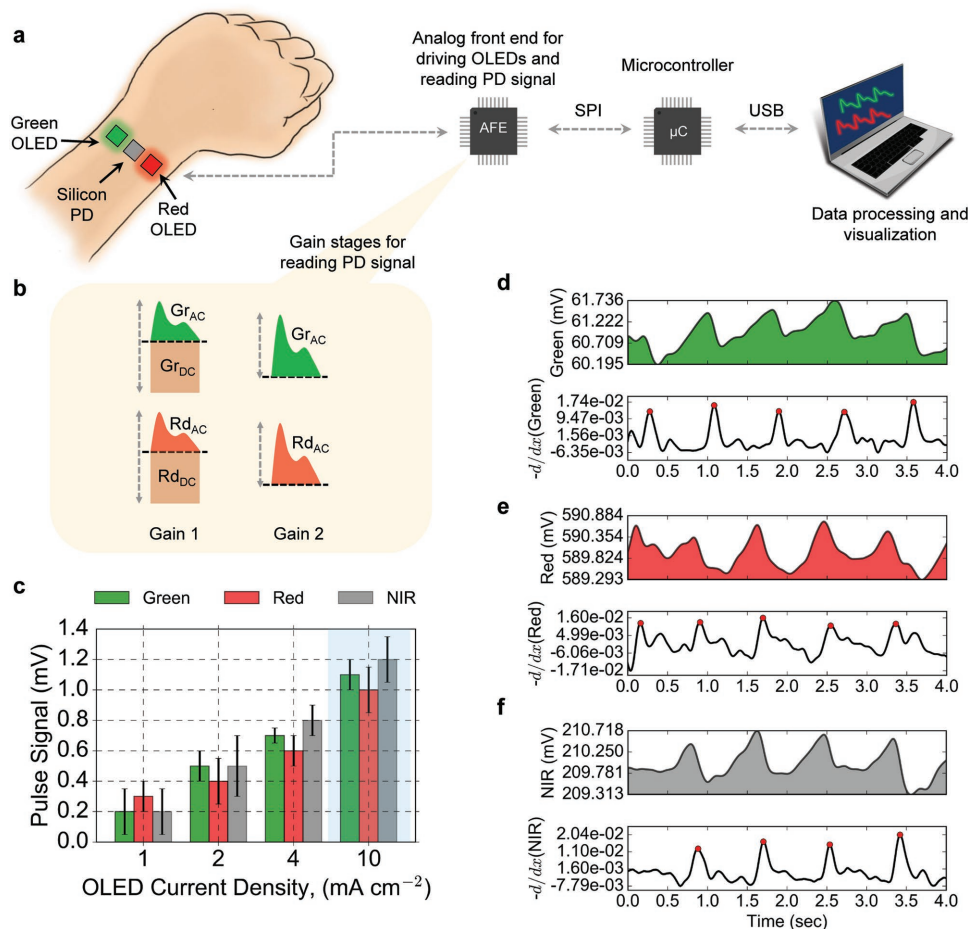 a
Green
OLED
Silicon
PD
Red
OLED
Analog front end for
driving OLEDs and
reading PD signal
AFE
SPI
Microcontroller
µC
USB
Data processing and
visualization
Gain stages for
reading PD signal
b
Gr_AC
Gr_DC
Gr_AC
Rd_AC
Rd_DC
Rd_AC
Gain 1
Gain 2
c
Green
Red
NIR
Pulse Signal (mV)
1.4
1.2
1.0
0.8
0.6
0.4
0.2
0.0
1 2 4 10
OLED Current Density, (mA cm⁻²)
d
Green (mV)
61.736
61.222
60.709
60.195
-d/dx(Green)
1.74e-02
9.47e-03
1.56e-03
-6.35e-03
0.0 0.5 1.0 1.5 2.0 2.5 3.0 3.5 4.0
e
Red (mV)
590.884
590.354
589.824
589.293
-d/dx(Red)
1.60e-02
4.99e-03
-6.06e-03
-1.71e-02
0.0 0.5 1.0 1.5 2.0 2.5 3.0 3.5 4.0
f
NIR (mV)
210.718
210.250
209.781
209.313
-d/dx(NIR)
2.04e-02
1.10e-02
1.60e-03
-7.79e-03
0.0 0.5 1.0 1.5 2.0 2.5 3.0 3.5 4.0
Time (sec)